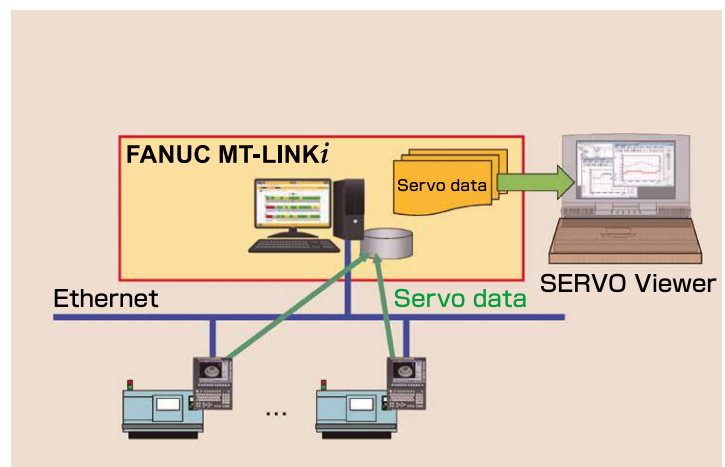 FANUC MT-LINKi
Servo data
SERVO Viewer
Ethernet
Servo data
...